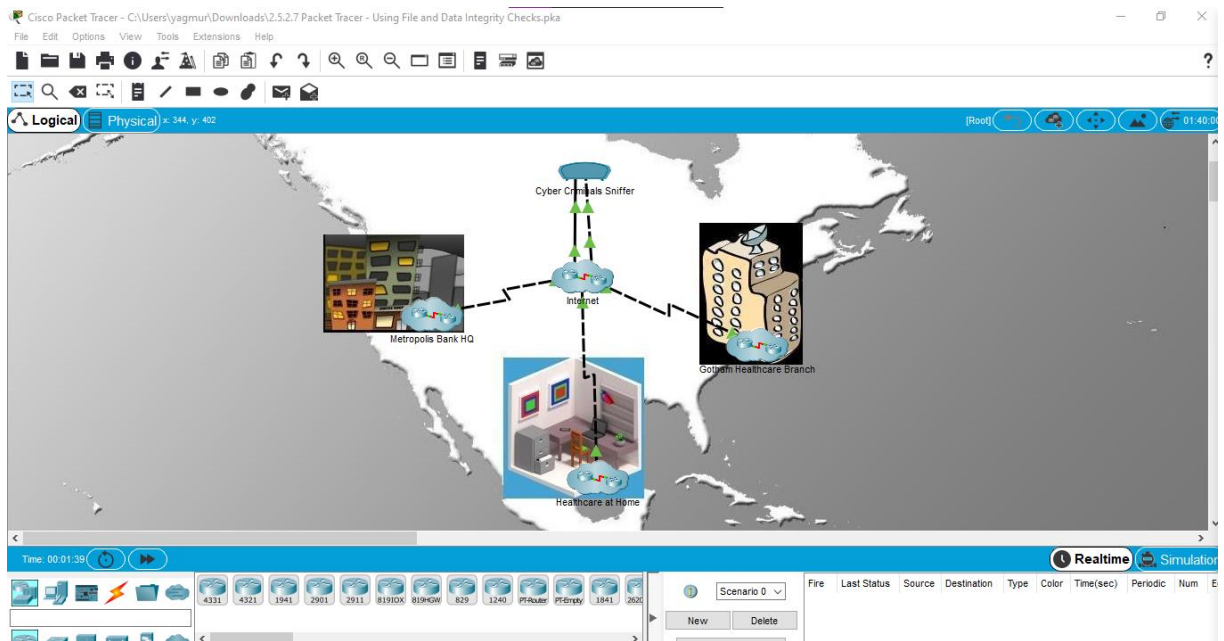 Cisco Packet Tracer - C:\Users\yagmur\Downloads\2.5.2.7 Packet Tracer - Using File and Data Integrity Checks.pka
File Edit Options View Tools Extensions Help
Logical Physical x: 344, y: 402 [Root] 01:40:00
Cyber Criminals Sniffer
Internet
Metropolis Bank HQ
Gotham Healthcare Branch
Healthcare at Home
Time: 00:01:39 Realtime Simulation
Fire Last Status Source Destination Type Color Time(sec) Periodic Num
Scenario 0
4331 4321 1941 2901 2911 819IOX 819HGW 829 1240 PT-Router PT-Empty 1841 262
New Delete